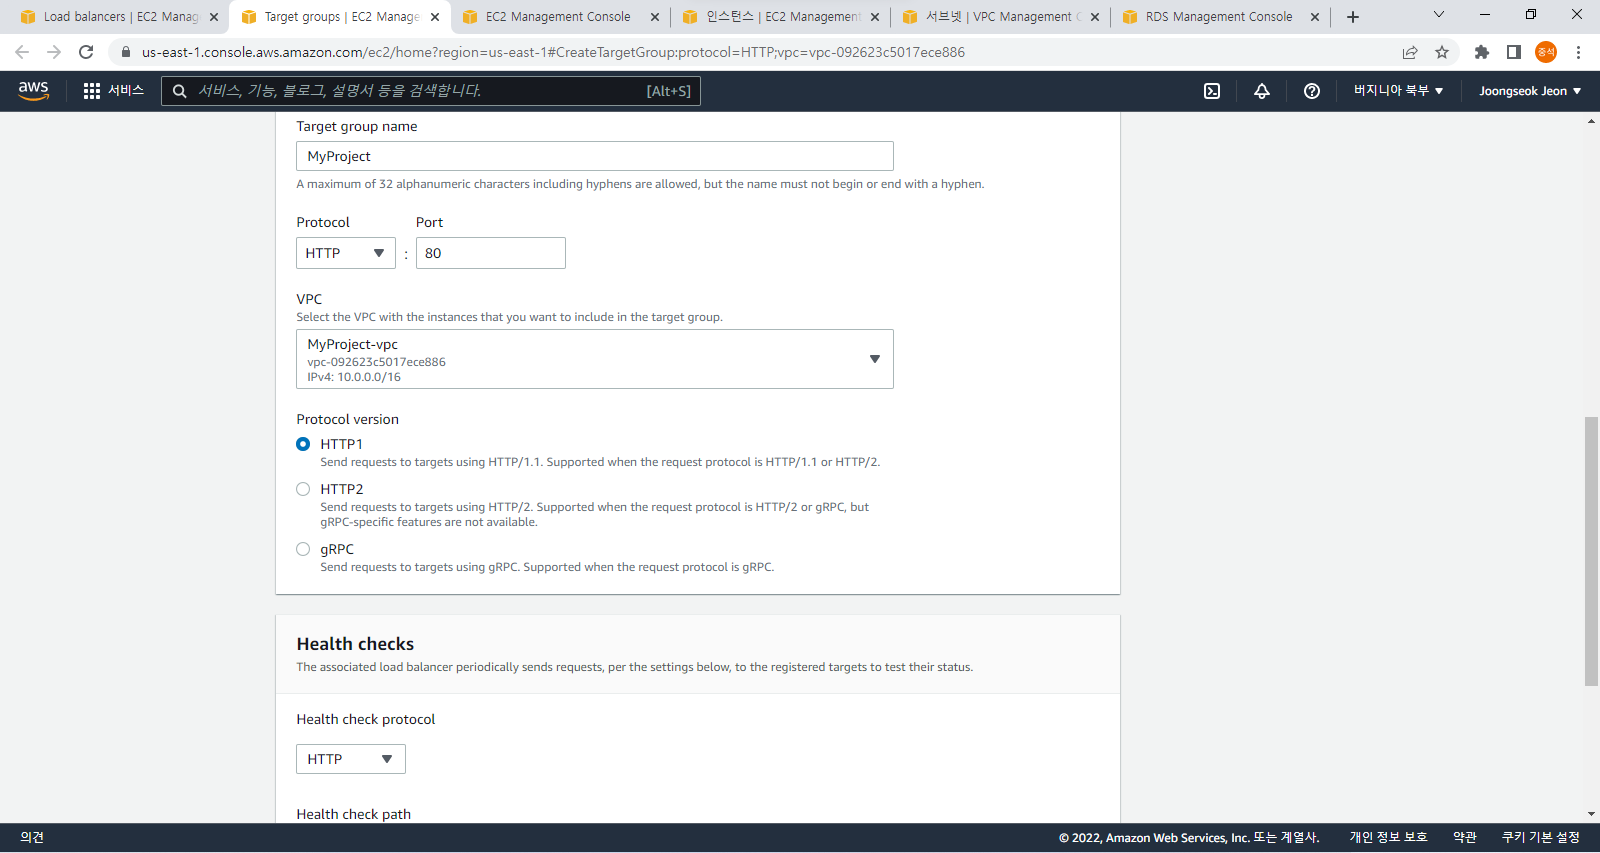 Load balancers | EC2 Manag
Target groups | EC2 Manage
EC2 Management Console
인스턴스 | EC2 Management
서브넷 | VPC Management C
RDS Management Console
us-east-1.console.aws.amazon.com/ec2/home?region=us-east-1#CreateTargetGroup:protocol=HTTP;vpc=vpc-092623c5017ece886
중석
aws
서비스
서비스, 기능, 블로그, 설명서 등을 검색합니다.
[Alt+S]
버지니아 북부
Joongseok Jeon
Target group name
MyProject
A maximum of 32 alphanumeric characters including hyphens are allowed, but the name must not begin or end with a hyphen.
Protocol
Port
HTTP
:
80
VPC
Select the VPC with the instances that you want to include in the target group.
MyProject-vpc
vpc-092623c5017ece886
IPv4: 10.0.0.0/16
Protocol version
HTTP1
Send requests to targets using HTTP/1.1. Supported when the request protocol is HTTP/1.1 or HTTP/2.
HTTP2
Send requests to targets using HTTP/2. Supported when the request protocol is HTTP/2 or gRPC, but
gRPC-specific features are not available.
gRPC
Send requests to targets using gRPC. Supported when the request protocol is gRPC.
Health checks
The associated load balancer periodically sends requests, per the settings below, to the registered targets to test their status.
Health check protocol
HTTP
Health check path
의견
© 2022, Amazon Web Services, Inc. 또는 계열사.
개인 정보 보호
약관
쿠키 기본 설정